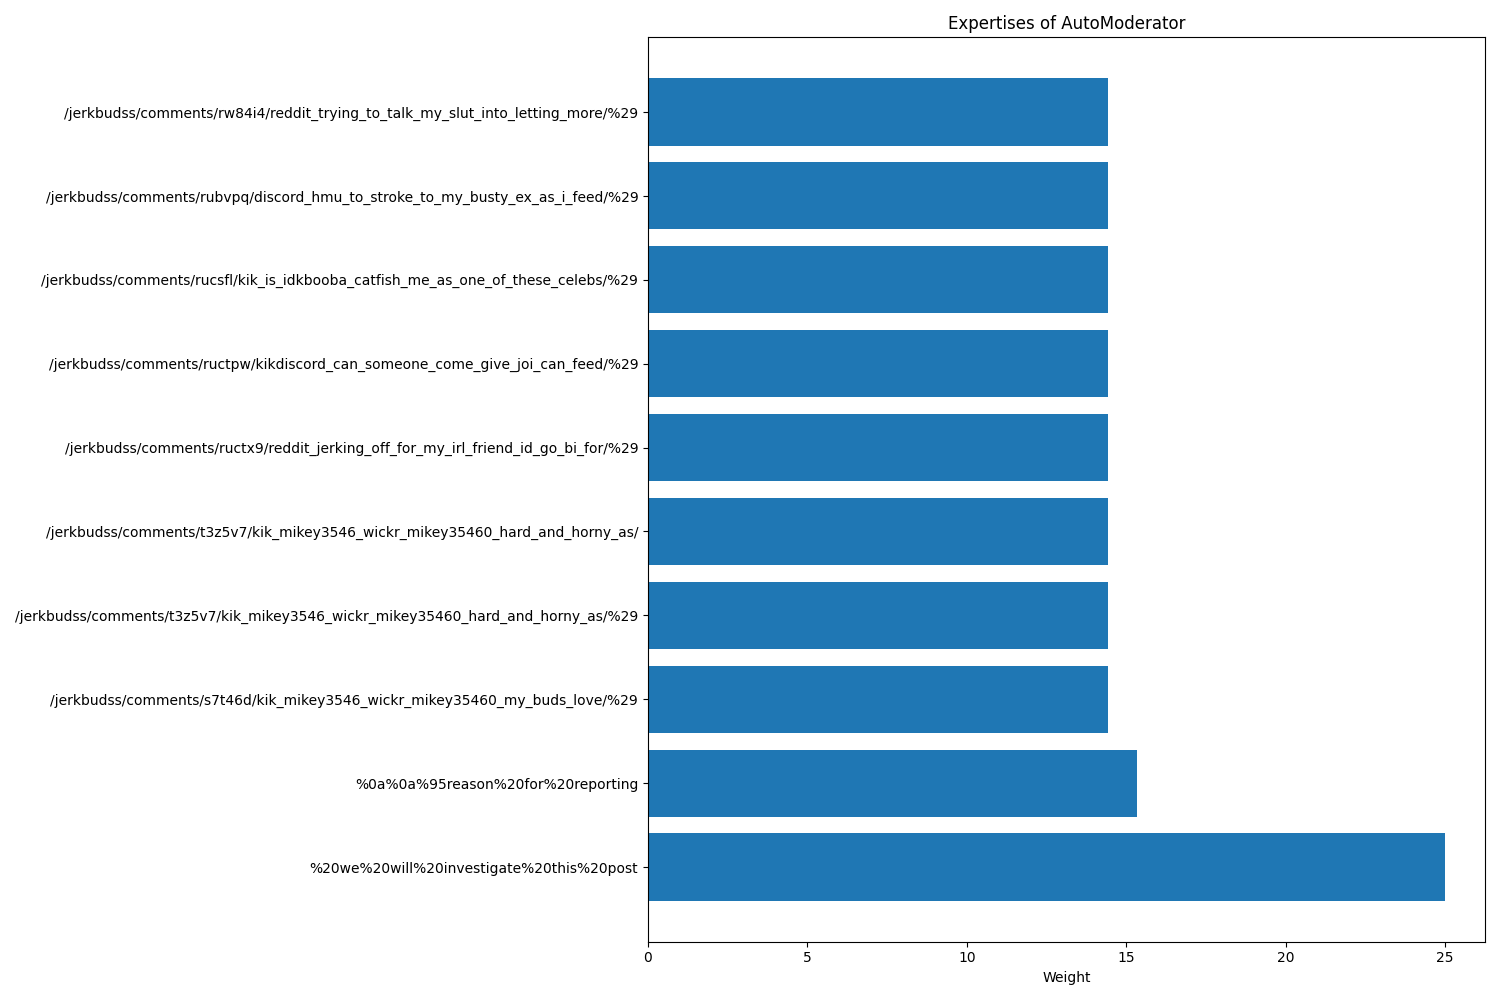 Expertises of AutoModerator
/jerkbudss/comments/rw84i4/reddit_trying_to_talk_my_slut_into_letting_more/%29
/jerkbudss/comments/rubvpq/discord_hmu_to_stroke_to_my_busty_ex_as_i_feed/%29
/jerkbudss/comments/rucsfl/kik_is_idkbooba_catfish_me_as_one_of_these_celebs/%29
/jerkbudss/comments/ructpw/kikdiscord_can_someone_come_give_joi_can_feed/%29
/jerkbudss/comments/ructx9/reddit_jerking_off_for_my_irl_friend_id_go_bi_for/%29
/jerkbudss/comments/t3z5v7/kik_mikey3546_wickr_mikey35460_hard_and_horny_as/
/jerkbudss/comments/t3z5v7/kik_mikey3546_wickr_mikey35460_hard_and_horny_as/%29
/jerkbudss/comments/s7t46d/kik_mikey3546_wickr_mikey35460_my_buds_love/%29
%0a%0a%95reason%20for%20reporting
%20we%20will%20investigate%20this%20post
0 5 10 15 20 25
Weight